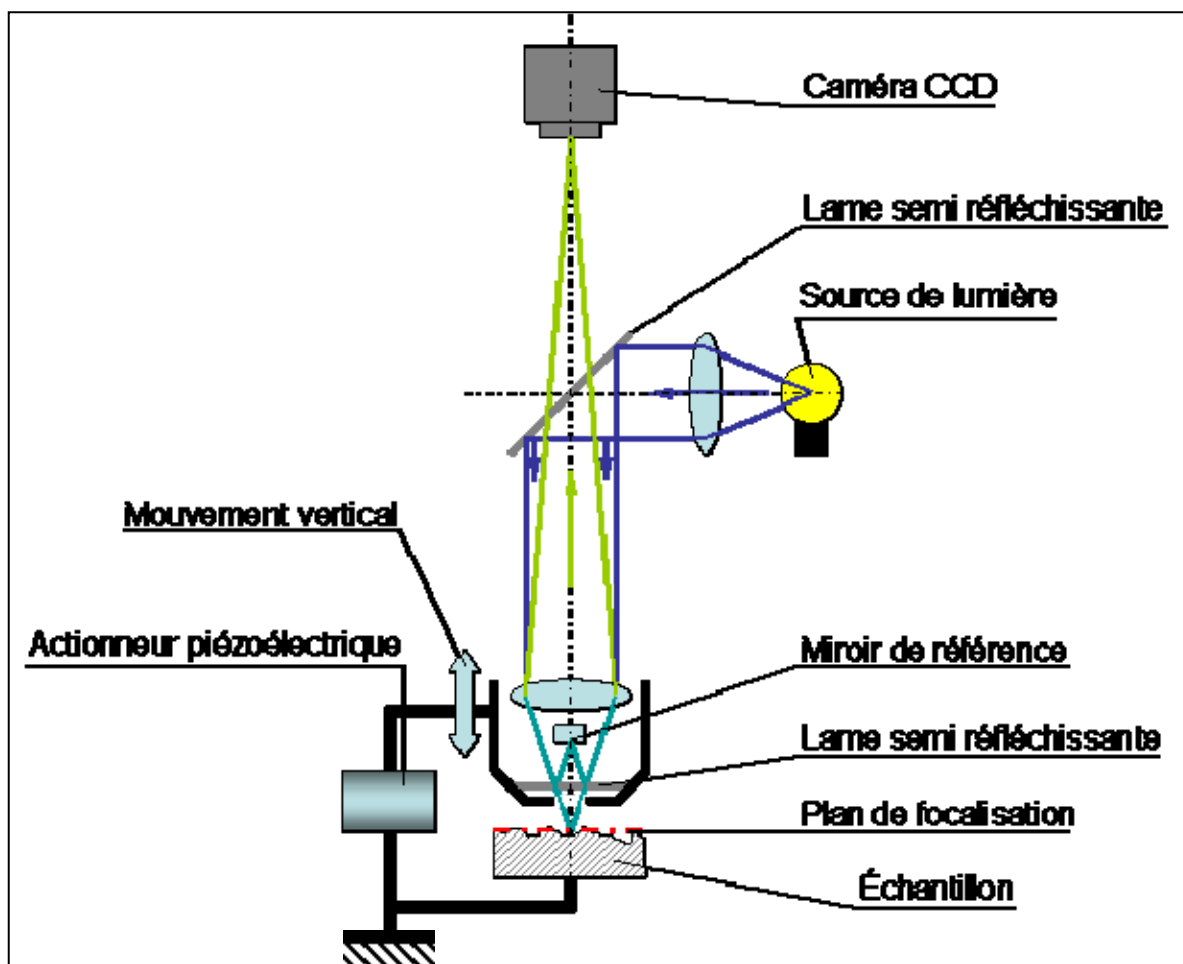 Caméra CCD
Lame semi réfléchissante
Source de lumière
Mouvement vertical
Actionneur piézoélectrique
Miroir de référence
Lame semi réfléchissante
Plan de focalisation
Échantillon